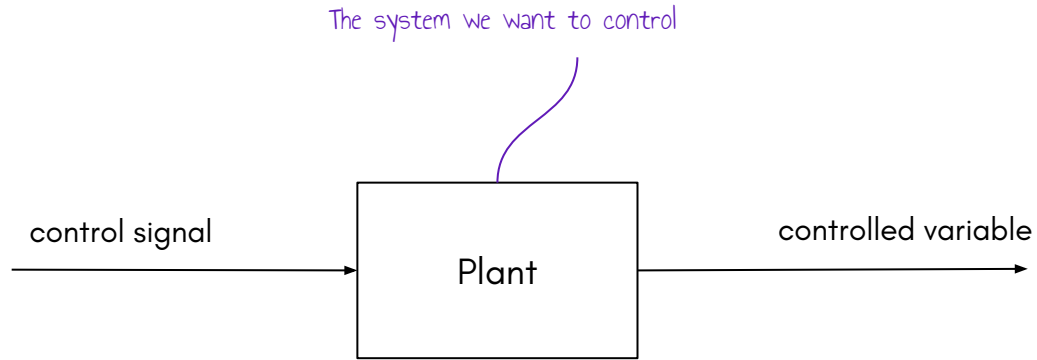 The system we want to control
control signal
controlled variable
Plant